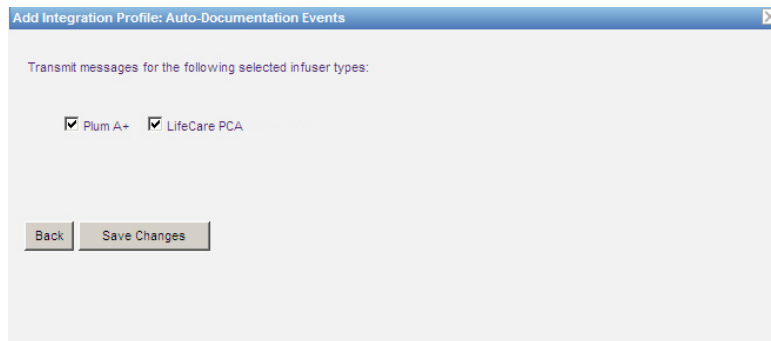 Add Integration Profile: Auto-Documentation Events
Transmit messages for the following selected infuser types:
Plum A+ LifeCare PCA
Back Save Changes